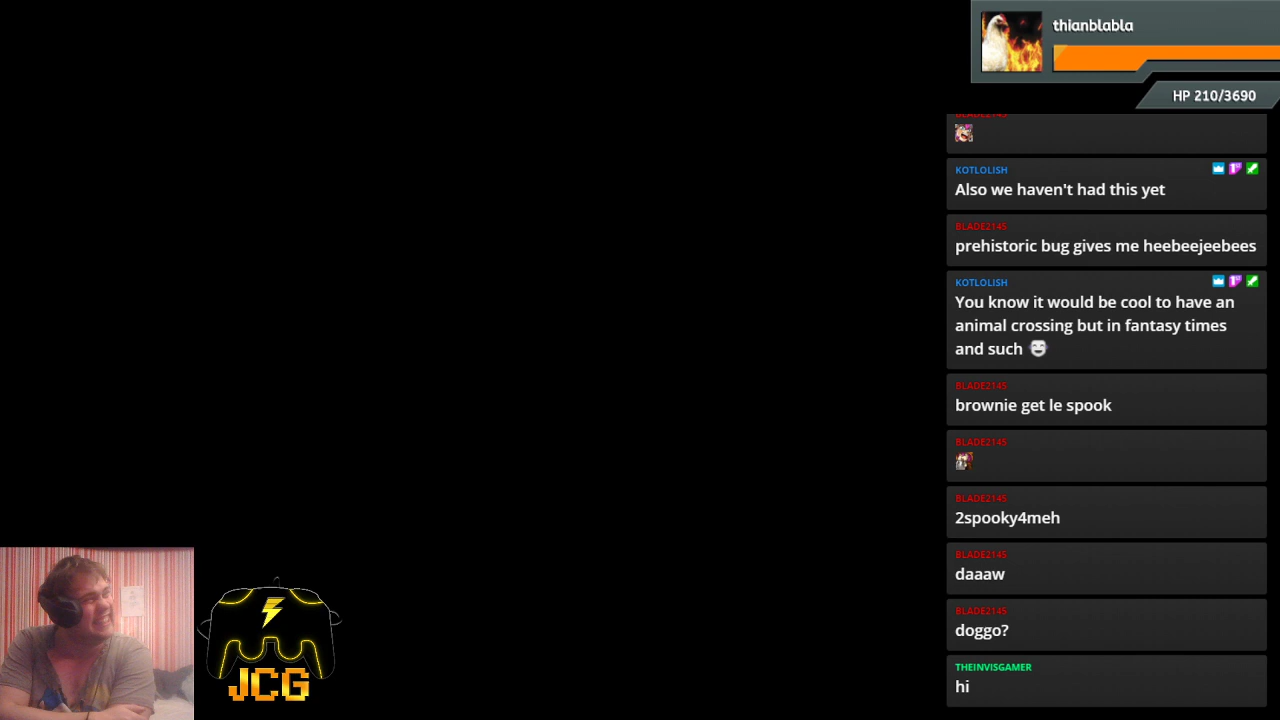 thianblabla
HP 210/3690
BLADE2145
KOTLOLISH
Also we haven't had this yet
BLADE2145
prehistoric bug gives me heebeejeebees
KOTLOLISH
You know it would be cool to have an
animal crossing but in fantasy times
and such
BLADE2145
brownie get le spook
BLADE2145
BLADE2145
2spooky4meh
BLADE2145
daaaw
BLADE2145
doggo?
THEINVISGAMER
hi
JCG